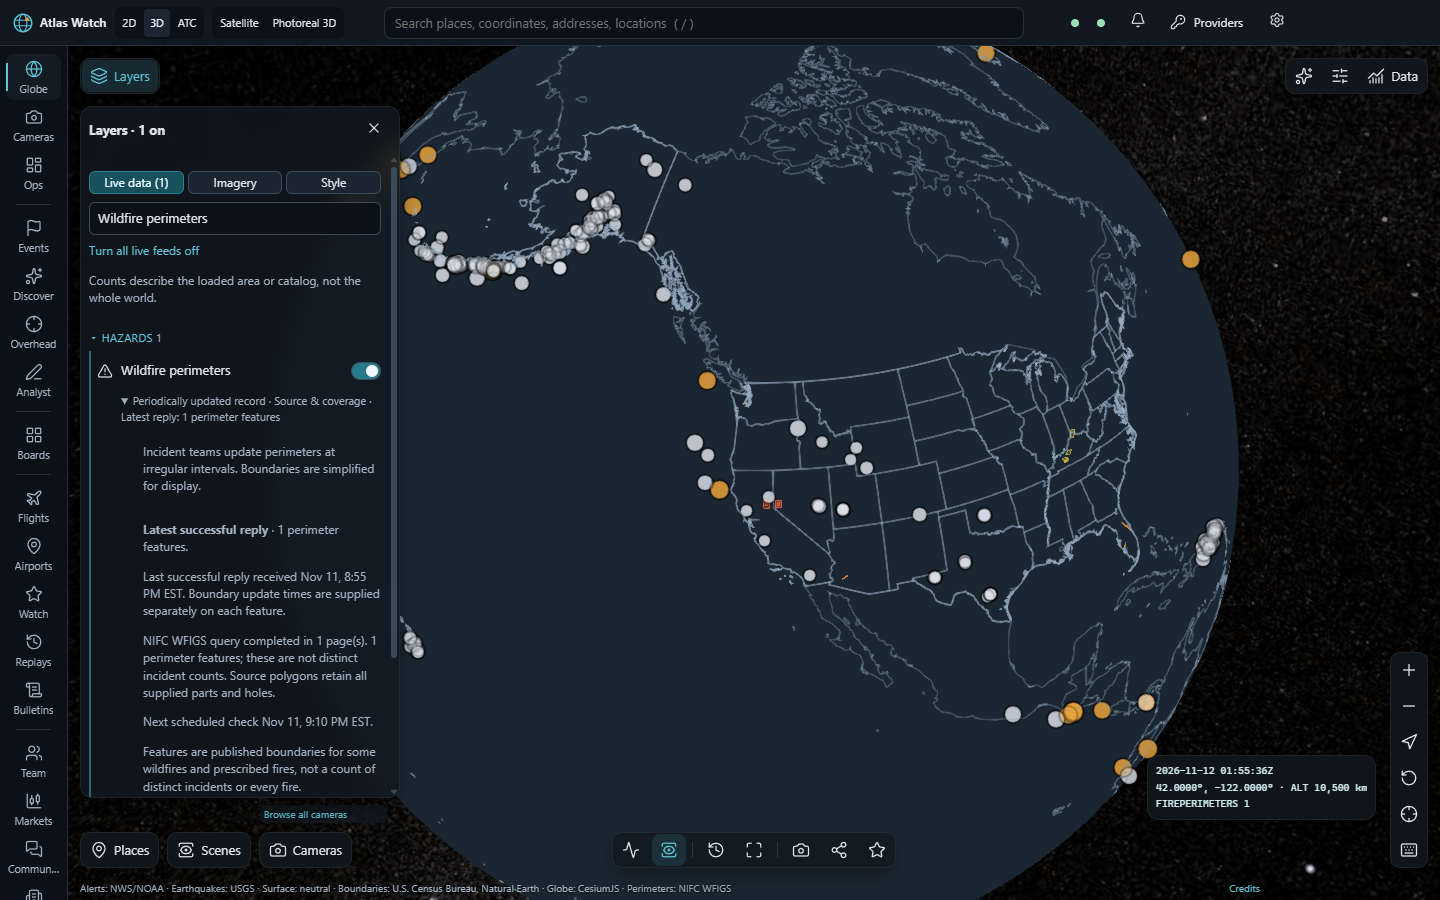 Atlas Watch
2D
3D
ATC
Satellite
Photoreal 3D
Search places, coordinates, addresses, locations ( / )
Providers
Globe
Cameras
Ops
Events
Discover
Overhead
Analyst
Boards
Flights
Airports
Watch
Replays
Bulletins
Team
Markets
Commun...
Layers
Data
Layers · 1 on
Live data (1)
Imagery
Style
Wildfire perimeters
Turn all live feeds off
Counts describe the loaded area or catalog, not the
whole world.
HAZARDS 1
Wildfire perimeters
▼ Periodically updated record · Source & coverage ·
Latest reply: 1 perimeter features
Incident teams update perimeters at
irregular intervals. Boundaries are simplified
for display.
Latest successful reply · 1 perimeter
features.
Last successful reply received Nov 11, 8:55
PM EST. Boundary update times are supplied
separately on each feature.
NIFC WFIGS query completed in 1 page(s). 1
perimeter features; these are not distinct
incident counts. Source polygons retain all
supplied parts and holes.
Next scheduled check Nov 11, 9:10 PM EST.
Features are published boundaries for some
wildfires and prescribed fires, not a count of
distinct incidents or every fire.
Browse all cameras
Places
Scenes
Cameras
2026-11-12 01:55:36Z
42.0000°, -122.0000° · ALT 10,500 km
FIREPERIMETERS 1
Alerts: NWS/NOAA · Earthquakes: USGS · Surface: neutral · Boundaries: U.S. Census Bureau, Natural Earth · Globe: CesiumJS · Perimeters: NIFC WFIGS
Credits